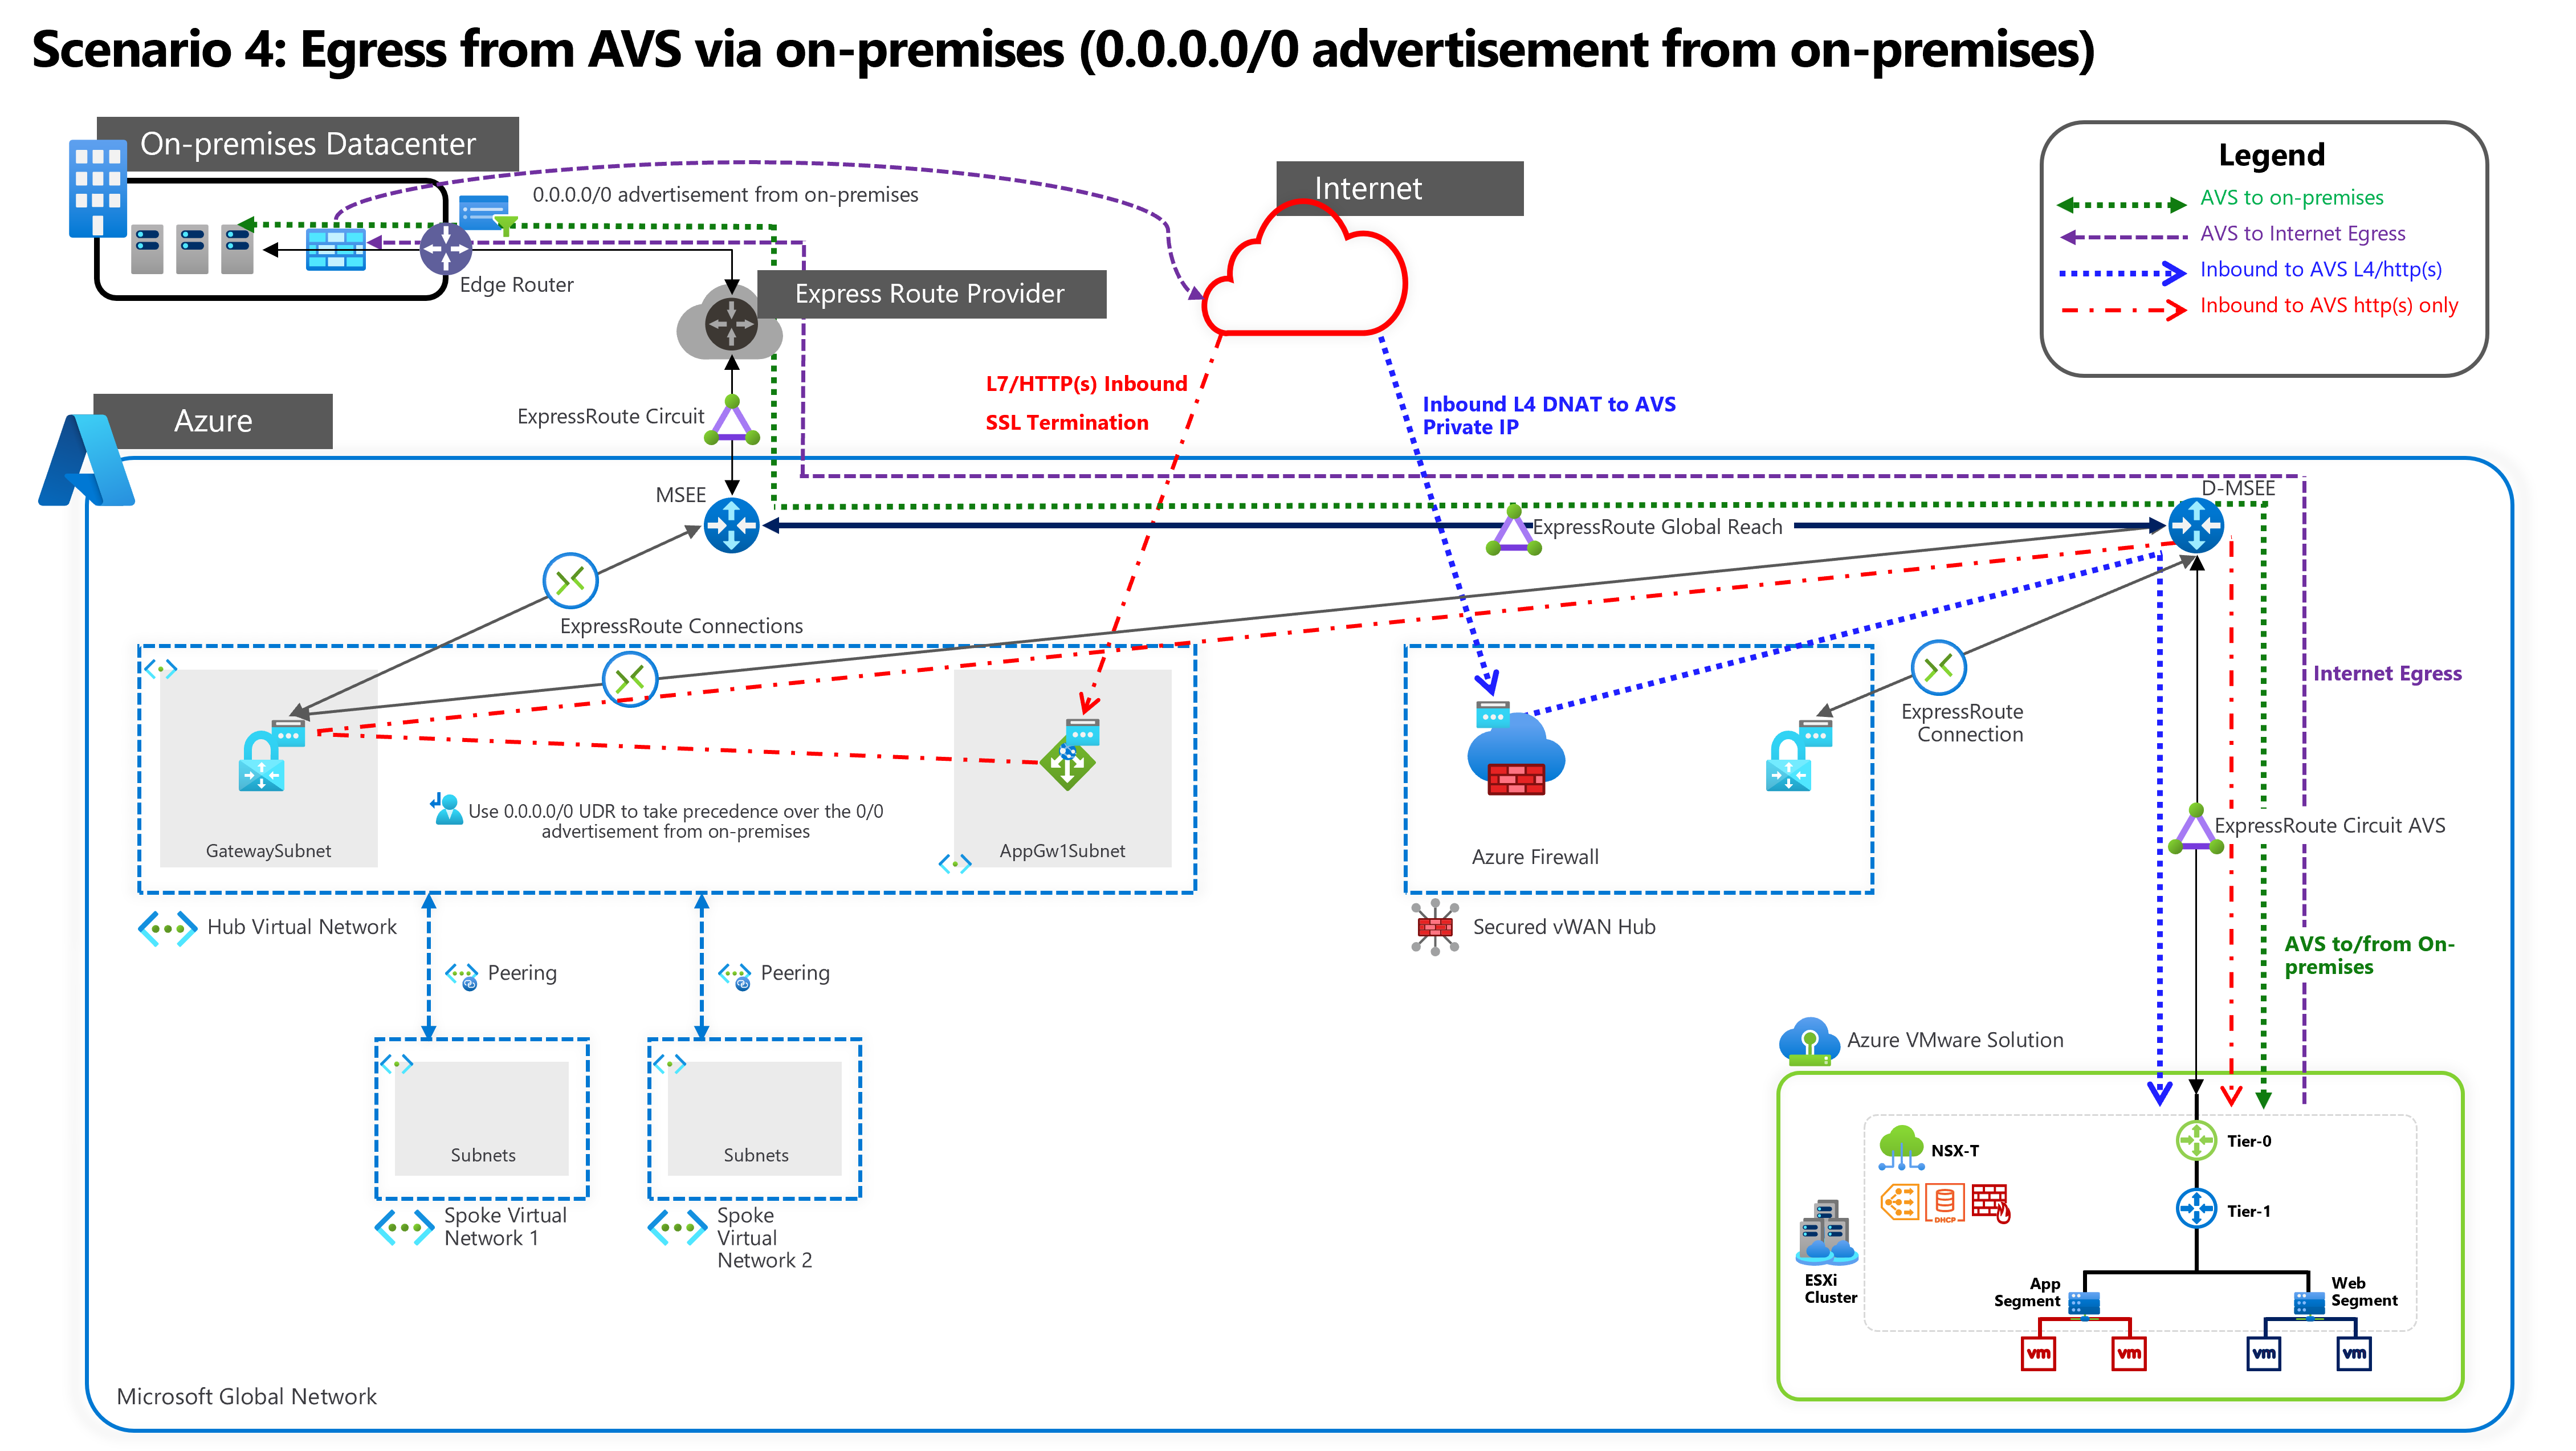 Scenario 4: Egress from AVS via on-premises (0.0.0.0/0 advertisement from on-premises)
On-premises Datacenter
0.0.0.0/0 advertisement from on-premises
Edge Router
Express Route Provider
Internet
Legend
AVS to on-premises
AVS to Internet Egress
Inbound to AVS L4/http(s)
Inbound to AVS http(s) only
Azure
ExpressRoute Circuit
L7/HTTP(s) Inbound
SSL Termination
Inbound L4 DNAT to AVS
Private IP
MSEE
D-MSEE
ExpressRoute Global Reach
ExpressRoute Connections
Internet Egress
ExpressRoute
Connection
Use 0.0.0.0/0 UDR to take precedence over the 0/0
advertisement from on-premises
GatewaySubnet
AppGw1Subnet
Azure Firewall
ExpressRoute Circuit AVS
Hub Virtual Network
Secured vWAN Hub
AVS to/from On-
premises
Peering
Peering
Azure VMware Solution
Subnets
Subnets
Spoke Virtual
Network 1
Spoke
Virtual
Network 2
NSX-T
DHCP
Tier-0
Tier-1
ESXi
Cluster
App
Segment
Web
Segment
vm
vm
vm
vm
Microsoft Global Network